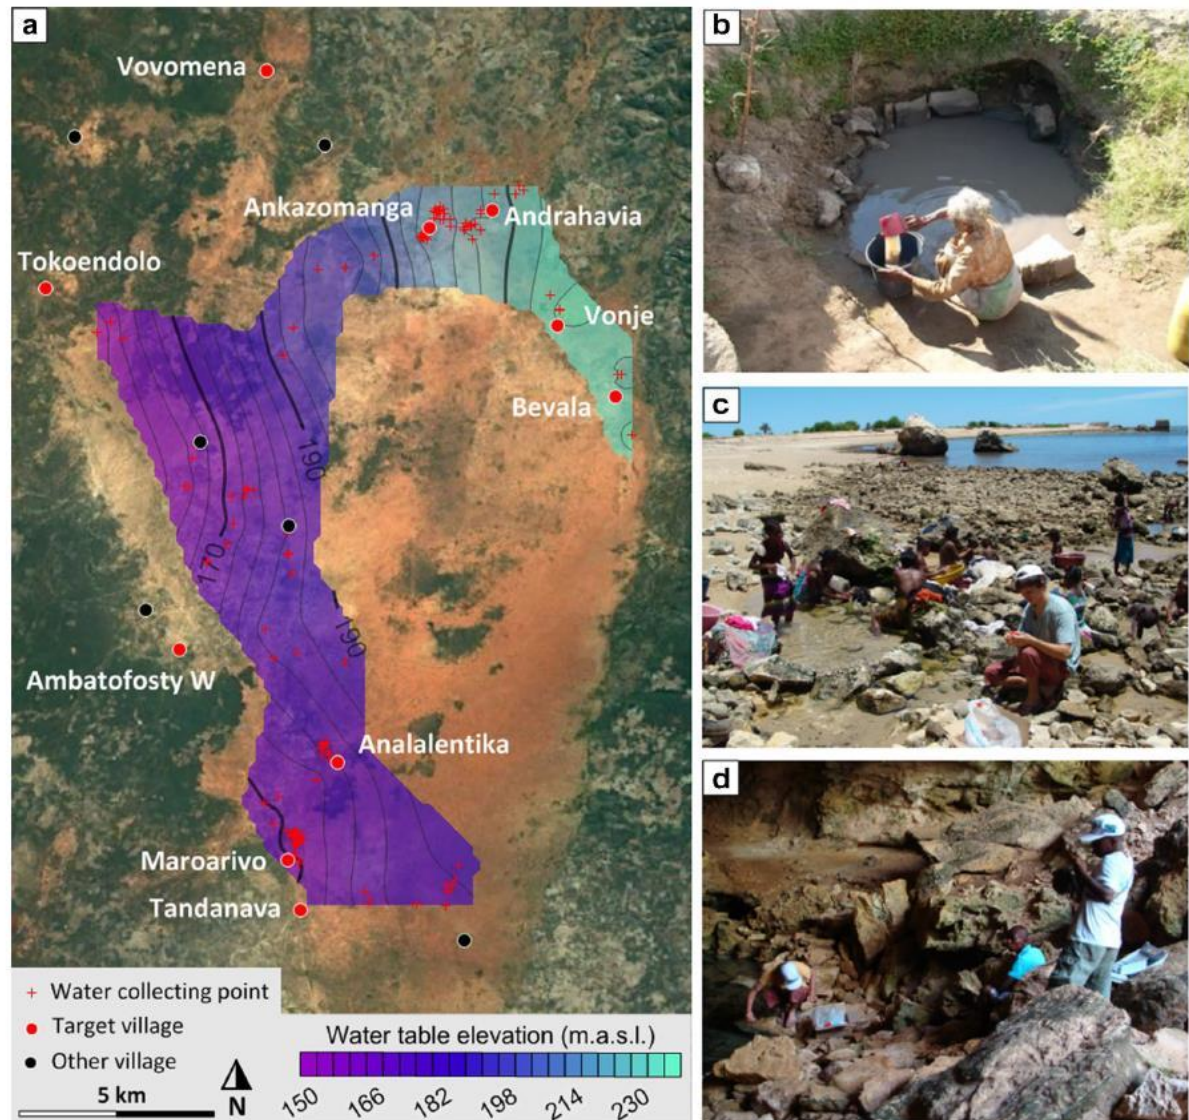 a
Vovomena
Ankazomanga
Andrahavia
Tokoendolo
Vonje
Bevala
190
170
190
Ambatofosty W
Analalentika
Maroarivo
Tandanava
Water collecting point
Target village
Other village
5 km
N
Water table elevation (m.a.s.l.)
150 166 182 198 214 230
b
c
d